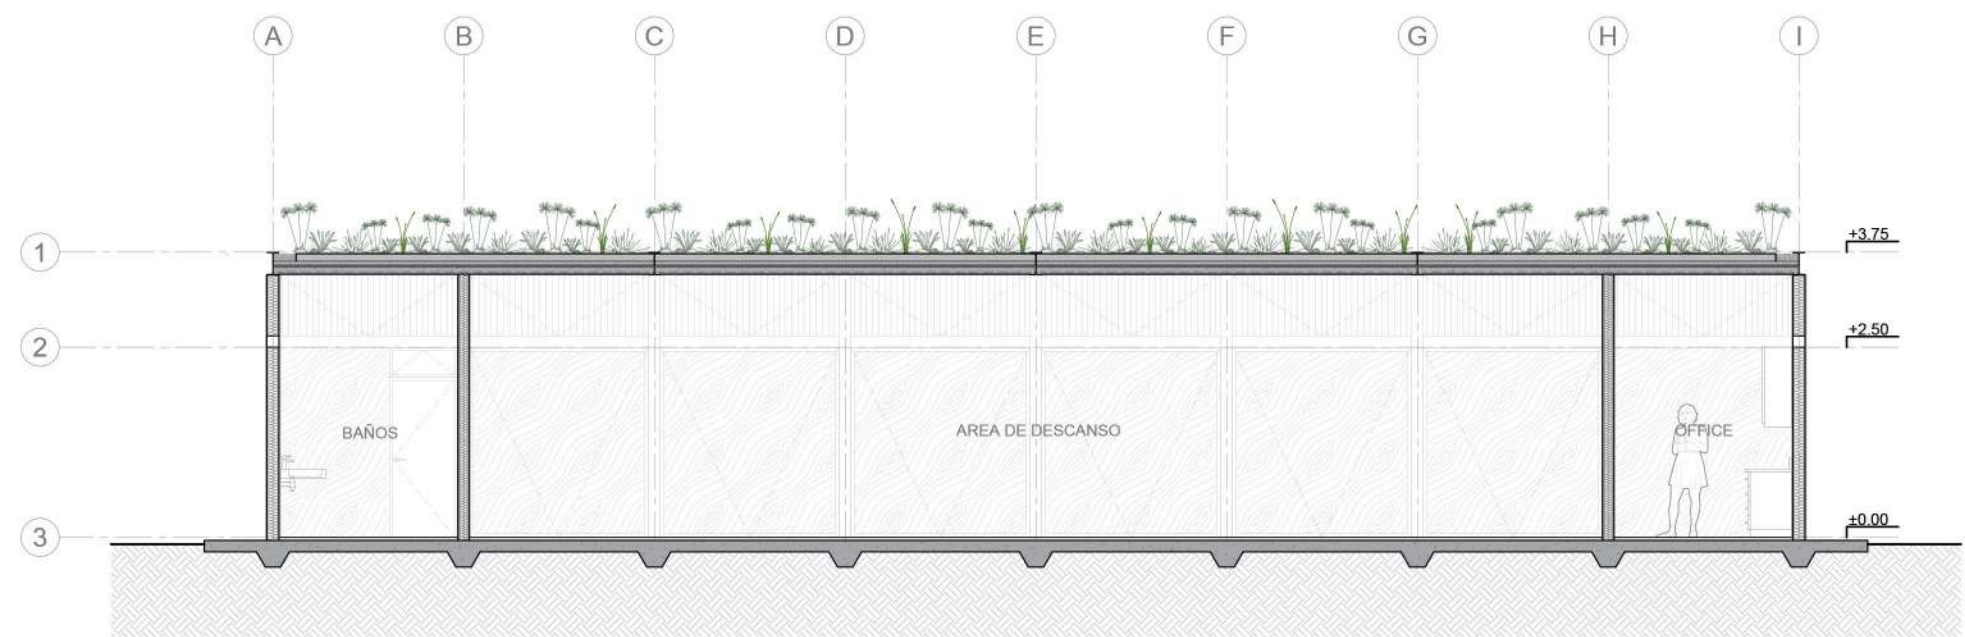 A B C D E F G H I
1
+3.75
2
+2.50
BAÑOS
AREA DE DESCANSO
OFFICE
3
±0.00